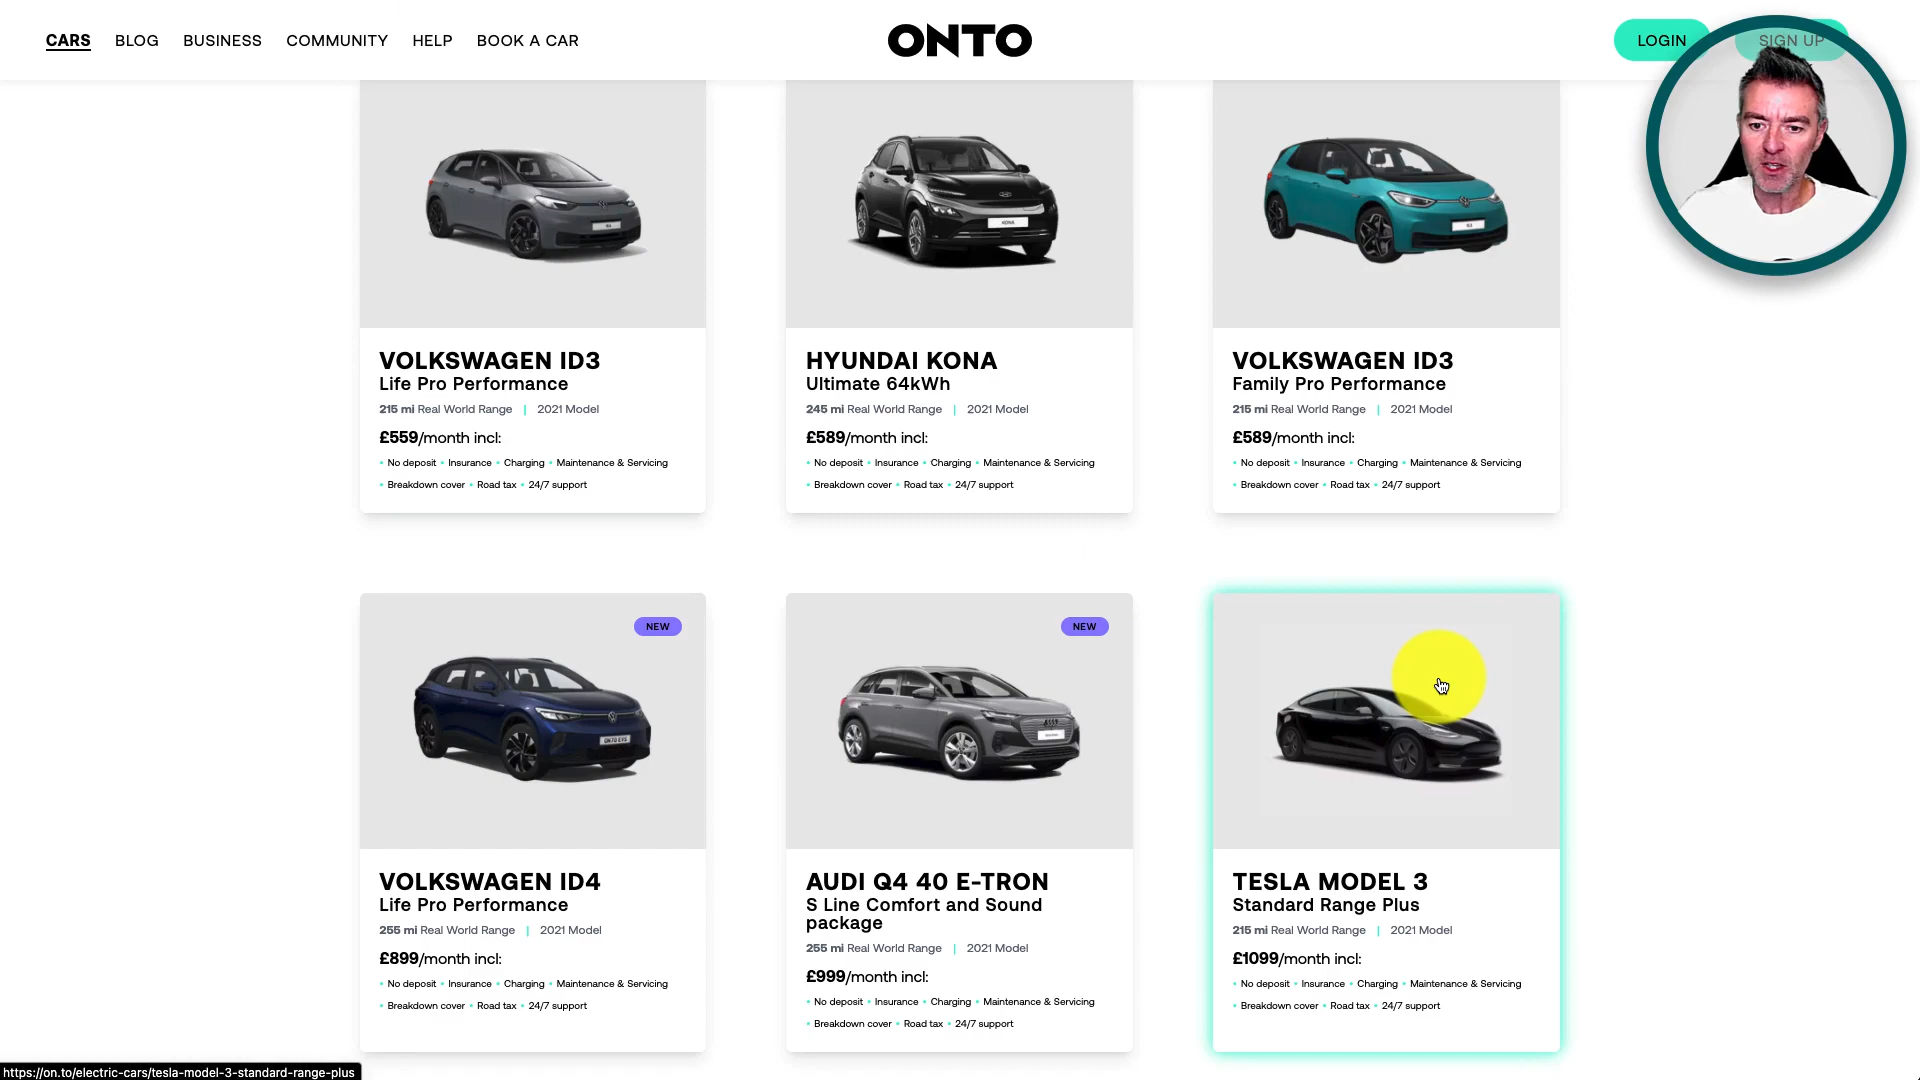 CARS BLOG BUSINESS COMMUNITY HELP BOOK A CAR ONTO LOGIN SIGN UP
KONA
VOLKSWAGEN ID3
Life Pro Performance
215 mi Real World Range | 2021 Model
£559/month incl:
• No deposit • Insurance • Charging • Maintenance & Servicing
• Breakdown cover • Road tax • 24/7 support
HYUNDAI KONA
Ultimate 64kWh
245 mi Real World Range | 2021 Model
£589/month incl:
• No deposit • Insurance • Charging • Maintenance & Servicing
• Breakdown cover • Road tax • 24/7 support
VOLKSWAGEN ID3
Family Pro Performance
215 mi Real World Range | 2021 Model
£589/month incl:
• No deposit • Insurance • Charging • Maintenance & Servicing
• Breakdown cover • Road tax • 24/7 support
NEW
VOLKSWAGEN ID4
Life Pro Performance
255 mi Real World Range | 2021 Model
£899/month incl:
• No deposit • Insurance • Charging • Maintenance & Servicing
• Breakdown cover • Road tax • 24/7 support
NEW
AUDI Q4 40 E-TRON
S Line Comfort and Sound
package
255 mi Real World Range | 2021 Model
£999/month incl:
• No deposit • Insurance • Charging • Maintenance & Servicing
• Breakdown cover • Road tax • 24/7 support
TESLA MODEL 3
Standard Range Plus
215 mi Real World Range | 2021 Model
£1099/month incl:
• No deposit • Insurance • Charging • Maintenance & Servicing
• Breakdown cover • Road tax • 24/7 support
https://on.to/electric-cars/tesla-model-3-standard-range-plus